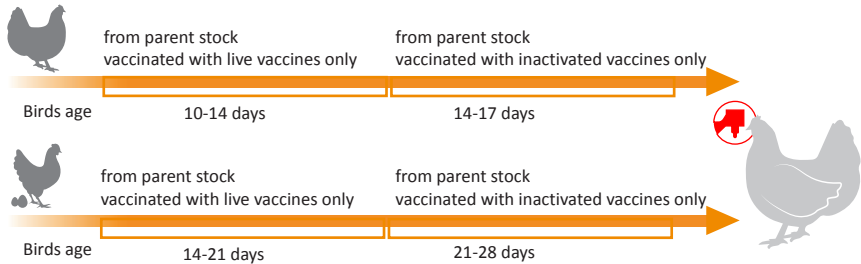 from parent stock
vaccinated with live vaccines only
from parent stock
vaccinated with inactivated vaccines only
Birds age
10-14 days
14-17 days
from parent stock
vaccinated with live vaccines only
from parent stock
vaccinated with inactivated vaccines only
Birds age
14-21 days
21-28 days